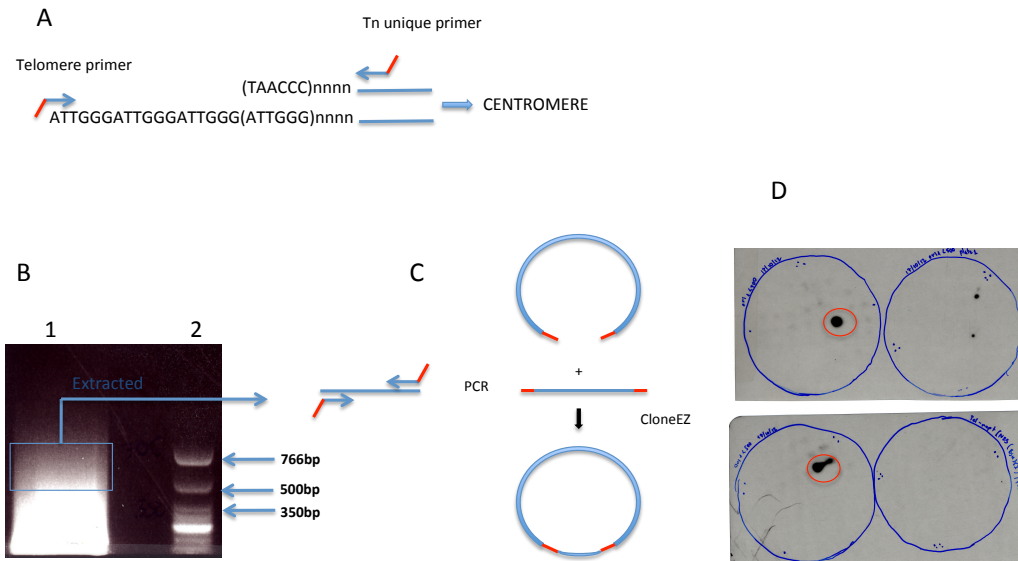 A
Tn unique primer
Telomere primer
(TAACCC)nnnn
ATTGGGATTGGGATTGGG(ATTGGG)nnnn
CENTROMERE
D
B
C
1
2
Extracted
PCR
+
CloneEZ
766bp
500bp
350bp